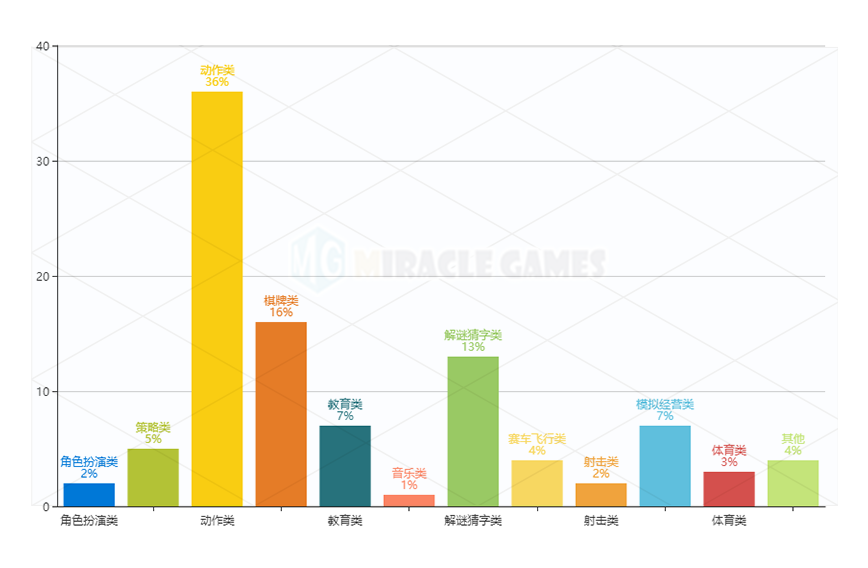 40
30
20
10
0
动作类
36%
MG MIRACLE GAMES
棋牌类
16%
解谜猜字类
13%
教育类
7%
模拟经营类
7%
策略类
5%
赛车飞行类
4%
其他
4%
体育类
3%
角色扮演类
2%
音乐类
1%
射击类
2%
角色扮演类
动作类
教育类
解谜猜字类
射击类
体育类